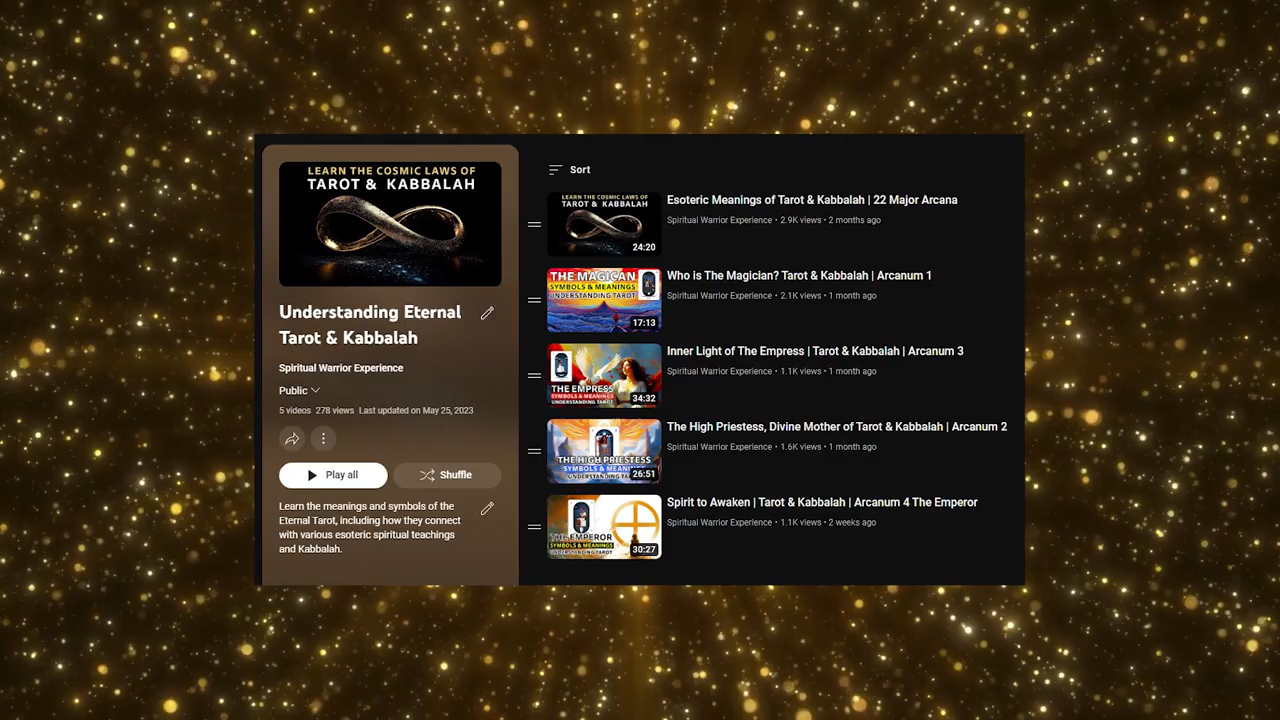 LEARN THE COSMIC LAWS OF
TAROT & KABBALAH
Understanding Eternal
Tarot & Kabbalah
Spiritual Warrior Experience
Public
5 videos 278 views Last updated on May 25, 2023
Play all
Shuffle
Learn the meanings and symbols of the
Eternal Tarot, including how they connect
with various esoteric spiritual teachings
and Kabbalah.
Sort
LEARN THE COSMIC LAWS OF
TAROT & KABBALAH
24:20
Esoteric Meanings of Tarot & Kabbalah | 22 Major Arcana
Spiritual Warrior Experience • 2.9K views • 2 months ago
THE MAGICAN
SYMBOLS & MEANINGS
UNDERSTANDING TAROT
17:13
Who is The Magician? Tarot & Kabbalah | Arcanum 1
Spiritual Warrior Experience • 2.1K views • 1 month ago
THE EMPRESS
SYMBOLS & MEANINGS
UNDERSTANDING TAROT
34:32
Inner Light of The Empress | Tarot & Kabbalah | Arcanum 3
Spiritual Warrior Experience • 1.1K views • 1 month ago
THE HIGH PRIESTESS
SYMBOLS & MEANIN
UNDERSTANDING TA
26:51
The High Priestess, Divine Mother of Tarot & Kabbalah | Arcanum 2
Spiritual Warrior Experience • 1.6K views • 1 month ago
THE EMPEROR
SYMBOLS & MEANINGS
UNDERSTANDING TAROT
30:27
Spirit to Awaken | Tarot & Kabbalah | Arcanum 4 The Emperor
Spiritual Warrior Experience • 1.1K views • 2 weeks ago